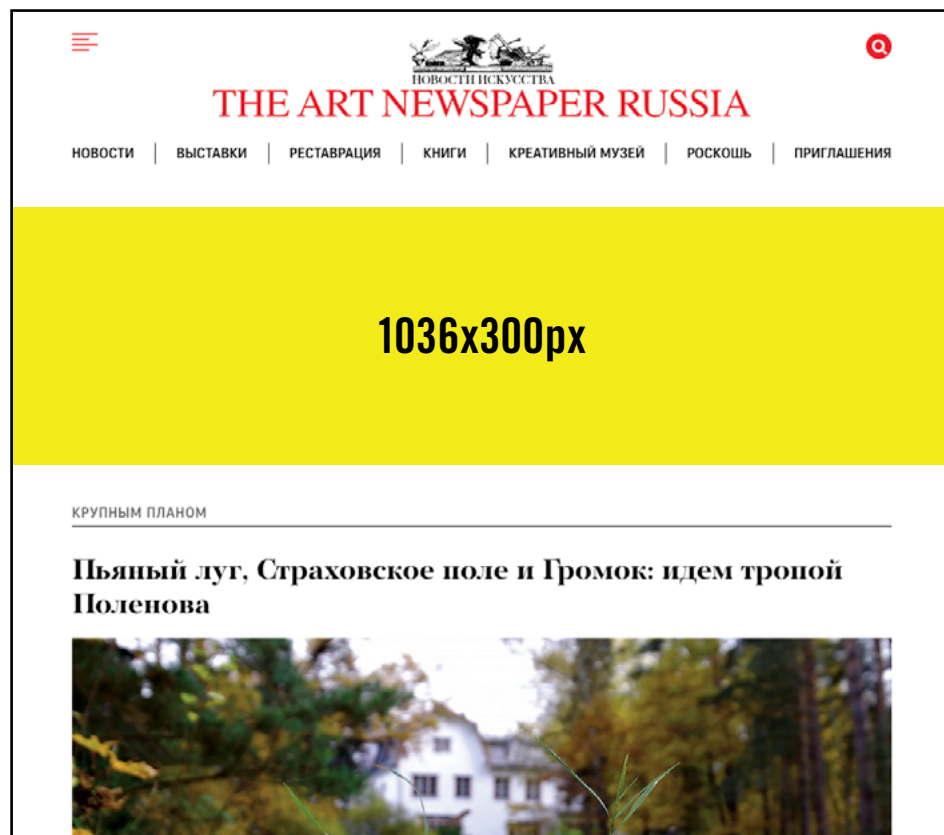 НОВОСТИ ИСКУССТВА
THE ART NEWSPAPER RUSSIA
НОВОСТИ | ВЫСТАВКИ | РЕСТАВРАЦИЯ | КНИГИ | КРЕАТИВНЫЙ МУЗЕЙ | РОСКОШЬ | ПРИГЛАШЕНИЯ
1036x300px
КРУПНЫМ ПЛАНОМ
Пьяный луг, Страховское поле и Громок: идем тропой
Поленова